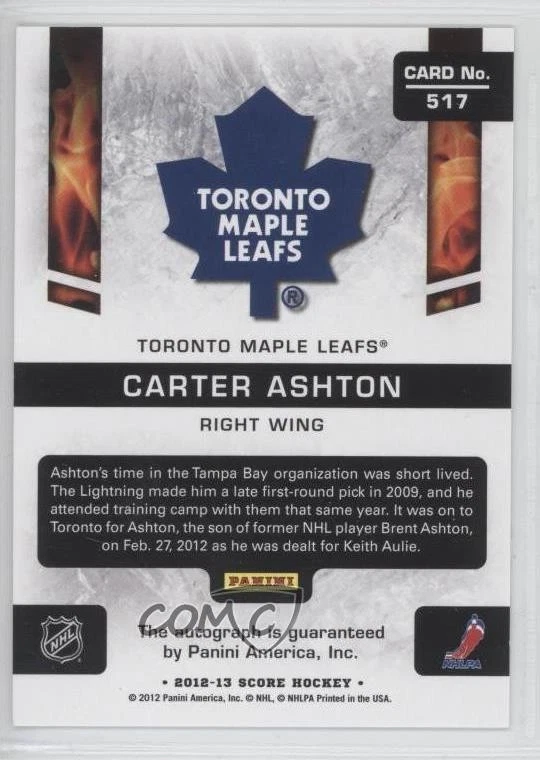 CARD No.
517
TORONTO
MAPLE
LEAFS
®
TORONTO MAPLE LEAFS®
CARTER ASHTON
RIGHT WING
Ashton's time in the Tampa Bay organization was short lived.
The Lightning made him a late first-round pick in 2009, and he
attended training camp with them that same year. It was on to
Toronto for Ashton, the son of former NHL player Brent Ashton,
on Feb. 27, 2012 as he was dealt for Keith Aulie.
PANINI
COMC
NHL
The autograph is guaranteed
by Panini America, Inc.
NHLPA
• 2012-13 SCORE HOCKEY •
© 2012 Panini America, Inc. © NHL, © NHLPA Printed in the USA.